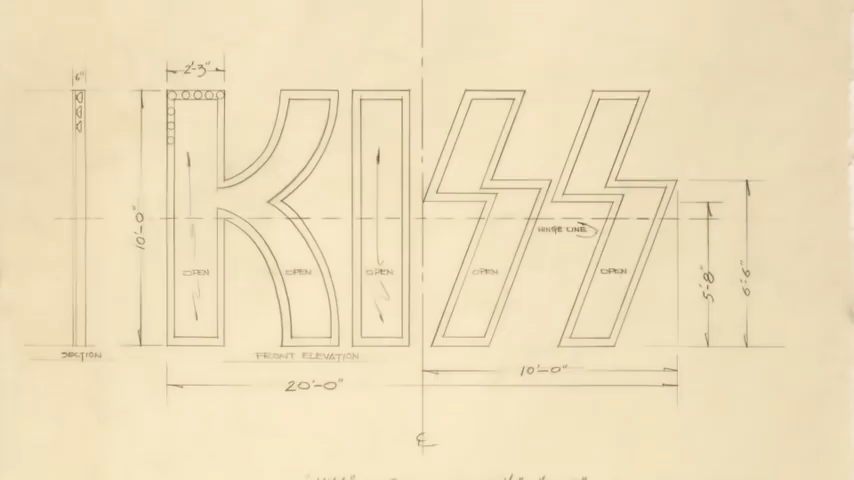 6"
2'-3"
KISS
10'-0"
HINGE LINE
OPEN
OPEN
OPEN
OPEN
OPEN
5'-8"
6'-6"
SECTION
FRONT ELEVATION
10'-0"
20'-0"